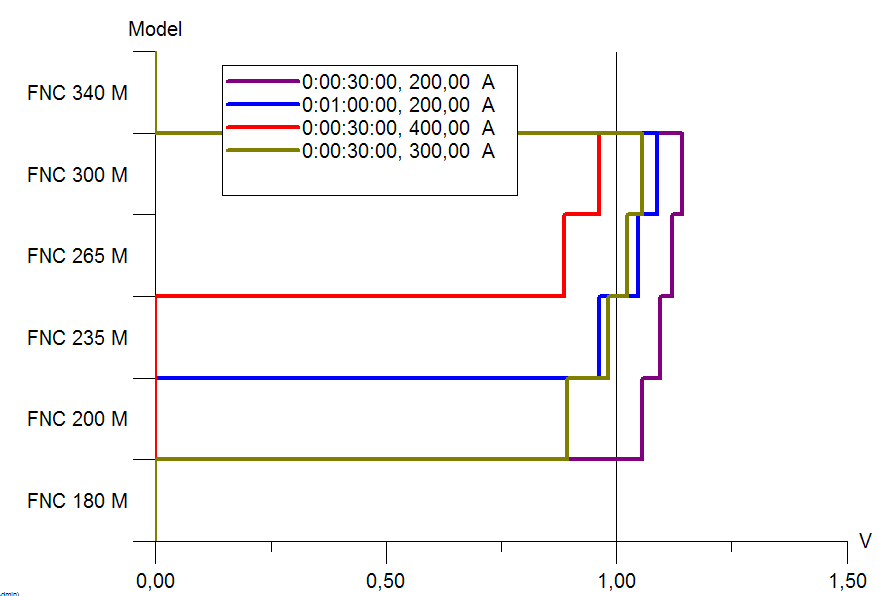 Model
FNC 340 M
FNC 300 M
FNC 265 M
FNC 235 M
FNC 200 M
FNC 180 M
0:00:30:00, 200,00 A
0:01:00:00, 200,00 A
0:00:30:00, 400,00 A
0:00:30:00, 300,00 A
V
0,00 0,50 1,00 1,50